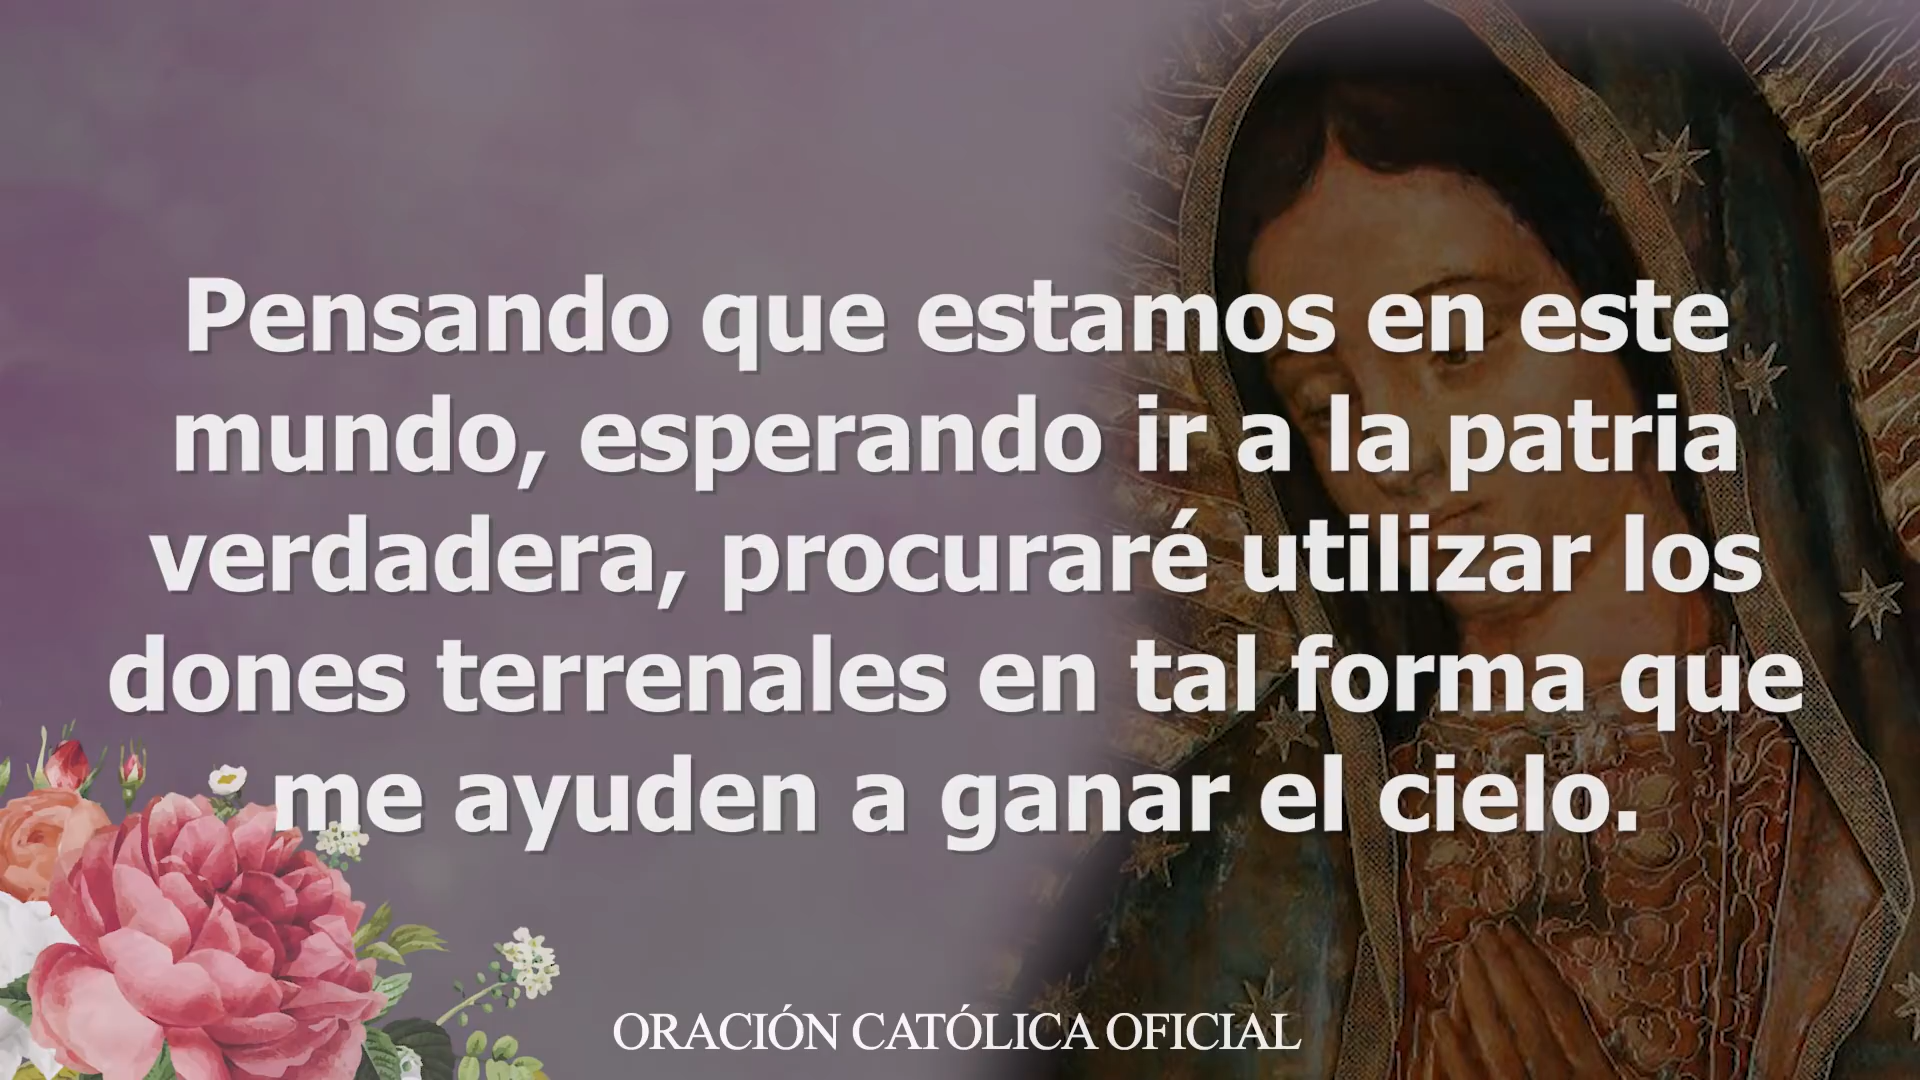 Pensando que estamos en este
mundo, esperando ir a la patria
verdadera, procuraré utilizar los
dones terrenales en tal forma que
me ayuden a ganar el cielo.
ORACIÓN CATÓLICA OFICIAL